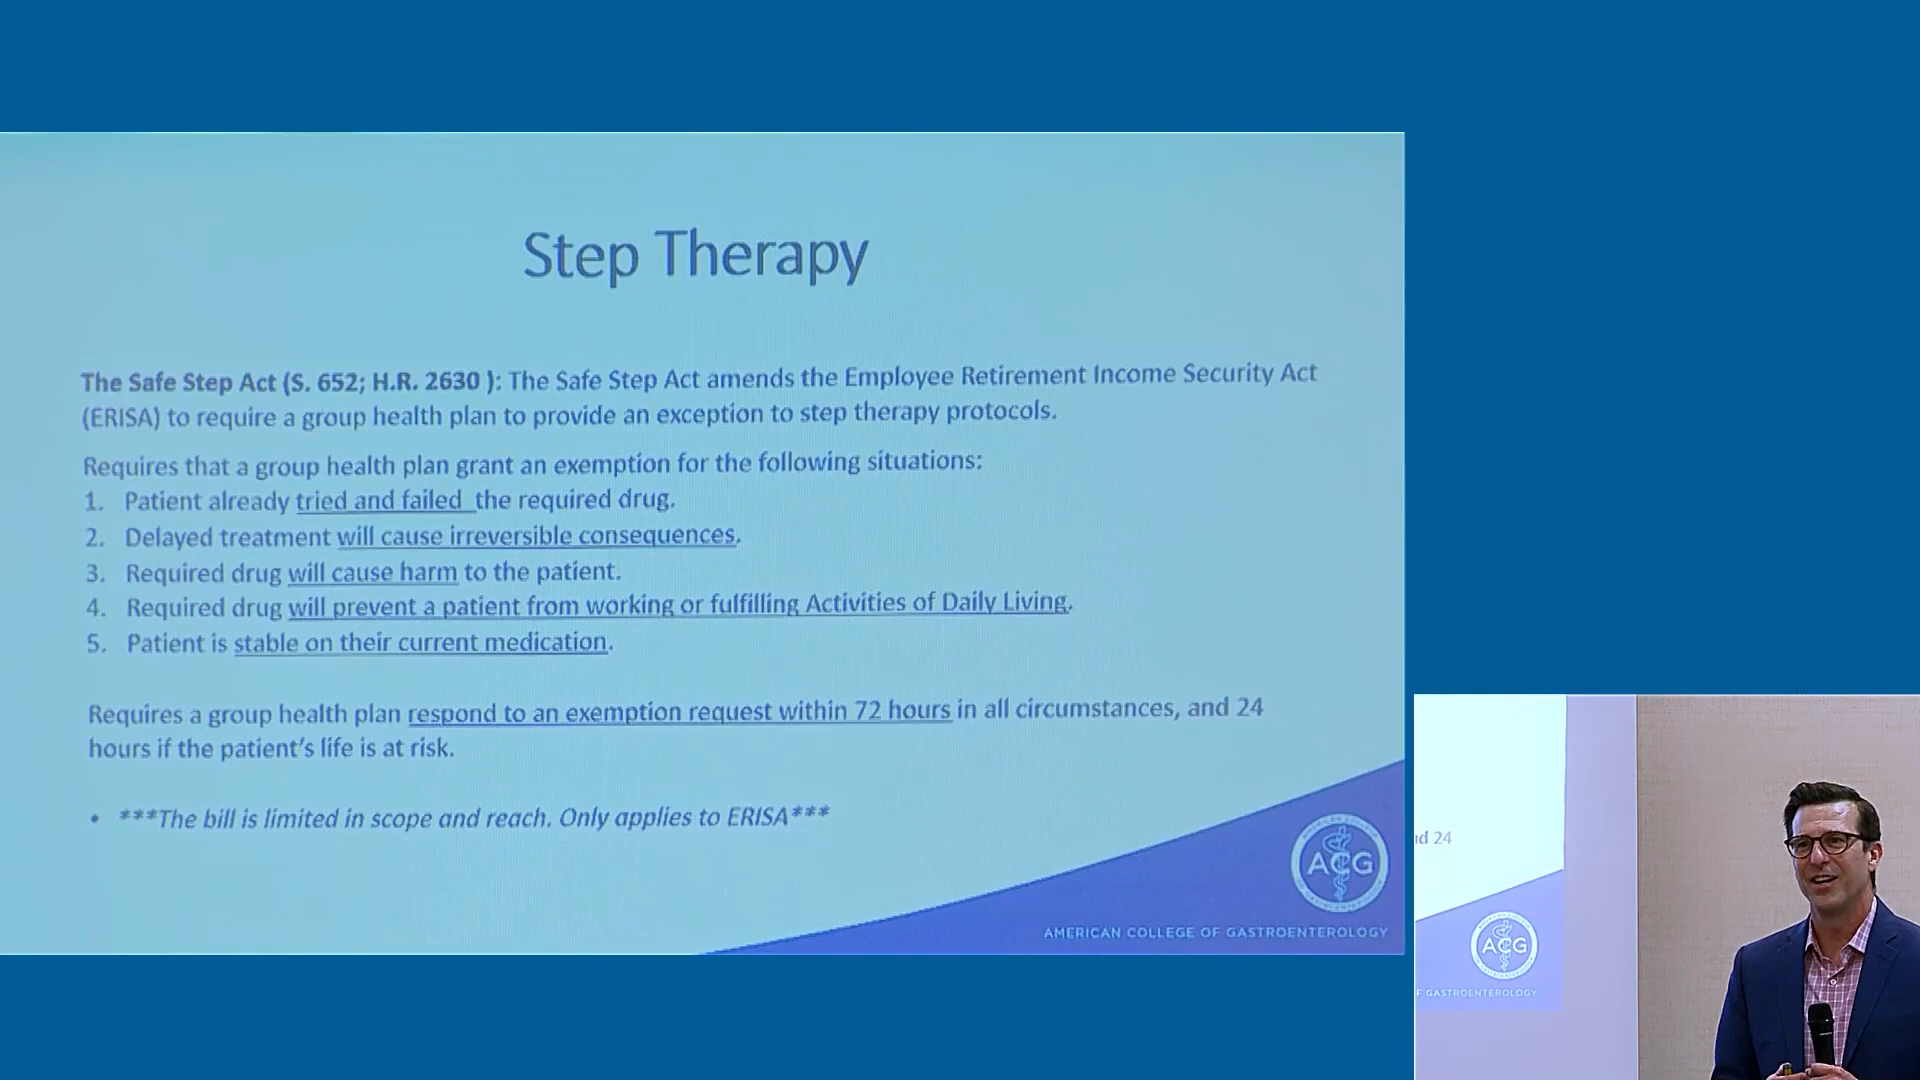 Step Therapy
The Safe Step Act (S. 652; H.R. 2630 ): The Safe Step Act amends the Employee Retirement Income Security Act
(ERISA) to require a group health plan to provide an exception to step therapy protocols.
Requires that a group health plan grant an exemption for the following situations:
1. Patient already tried and failed the required drug.
2. Delayed treatment will cause irreversible consequences.
3. Required drug will cause harm to the patient.
4. Required drug will prevent a patient from working or fulfilling Activities of Daily Living.
5. Patient is stable on their current medication.
Requires a group health plan respond to an exemption request within 72 hours in all circumstances, and 24
hours if the patient's life is at risk.
• ***The bill is limited in scope and reach. Only applies to ERISA***
ACG
AMERICAN COLLEGE OF GASTROENTEROLOGY
24
ACG
F GASTROENTEROLOGY